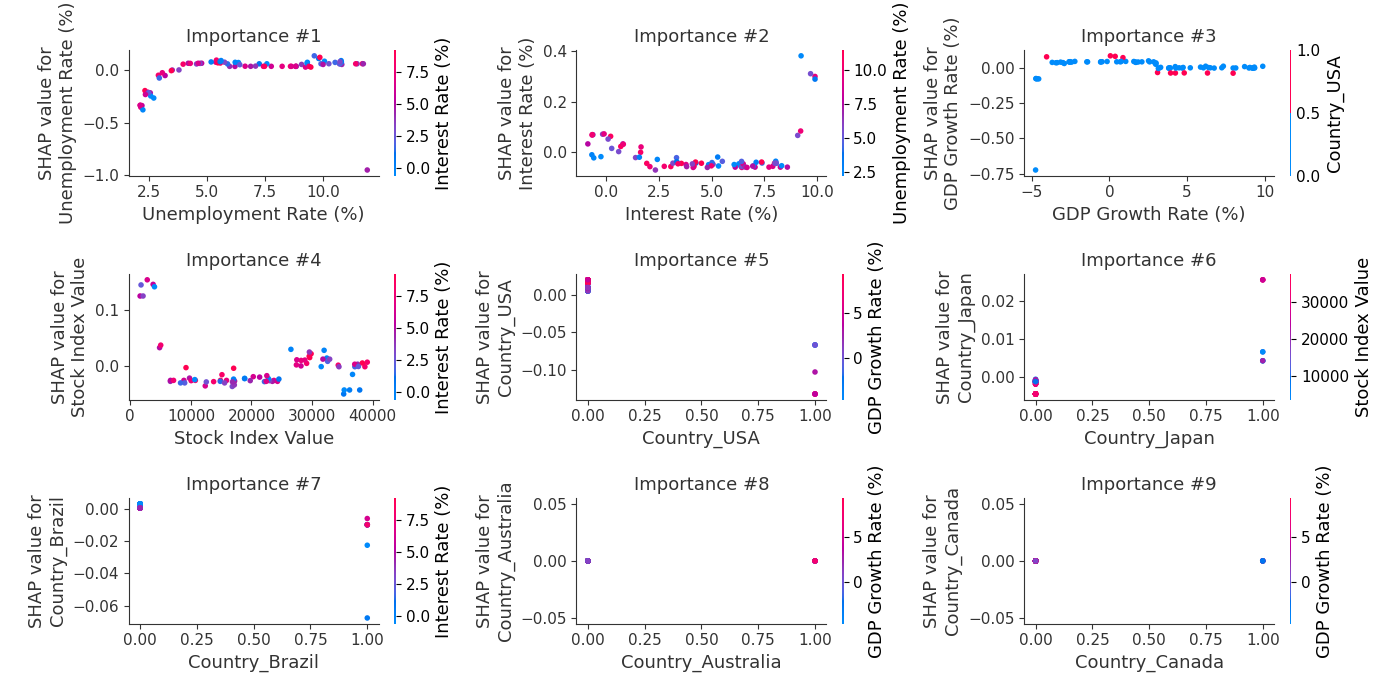 Importance #1
SHAP value for
Unemployment Rate (%)
0.0
−0.5
−1.0
2.5
5.0
7.5
10.0
Unemployment Rate (%)
7.5
5.0
2.5
0.0
Interest Rate (%)
Importance #2
SHAP value for
Interest Rate (%)
0.4
0.2
0.0
0.0
2.5
5.0
7.5
10.0
Interest Rate (%)
10.0
7.5
5.0
2.5
Unemployment Rate (%)
Importance #3
SHAP value for
GDP Growth Rate (%)
0.00
−0.25
−0.50
−0.75
−5
0
5
10
GDP Growth Rate (%)
1.0
0.5
0.0
Country_USA
Importance #4
SHAP value for
Stock Index Value
0.1
0.0
0
10000
20000
30000
40000
Stock Index Value
7.5
5.0
2.5
0.0
Interest Rate (%)
Importance #5
SHAP value for
Country_USA
0.00
−0.05
−0.10
0.00
0.25
0.50
0.75
1.00
Country_USA
5
0
GDP Growth Rate (%)
Importance #6
SHAP value for
Country_Japan
0.02
0.01
0.00
0.00
0.25
0.50
0.75
1.00
Country_Japan
30000
20000
10000
Stock Index Value
Importance #7
SHAP value for
Country_Brazil
0.00
−0.02
−0.04
−0.06
0.00
0.25
0.50
0.75
1.00
Country_Brazil
7.5
5.0
2.5
0.0
Interest Rate (%)
Importance #8
SHAP value for
Country_Australia
0.05
0.00
−0.05
0.00
0.25
0.50
0.75
1.00
Country_Australia
5
0
GDP Growth Rate (%)
Importance #9
SHAP value for
Country_Canada
0.05
0.00
−0.05
0.00
0.25
0.50
0.75
1.00
Country_Canada
5
0
GDP Growth Rate (%)